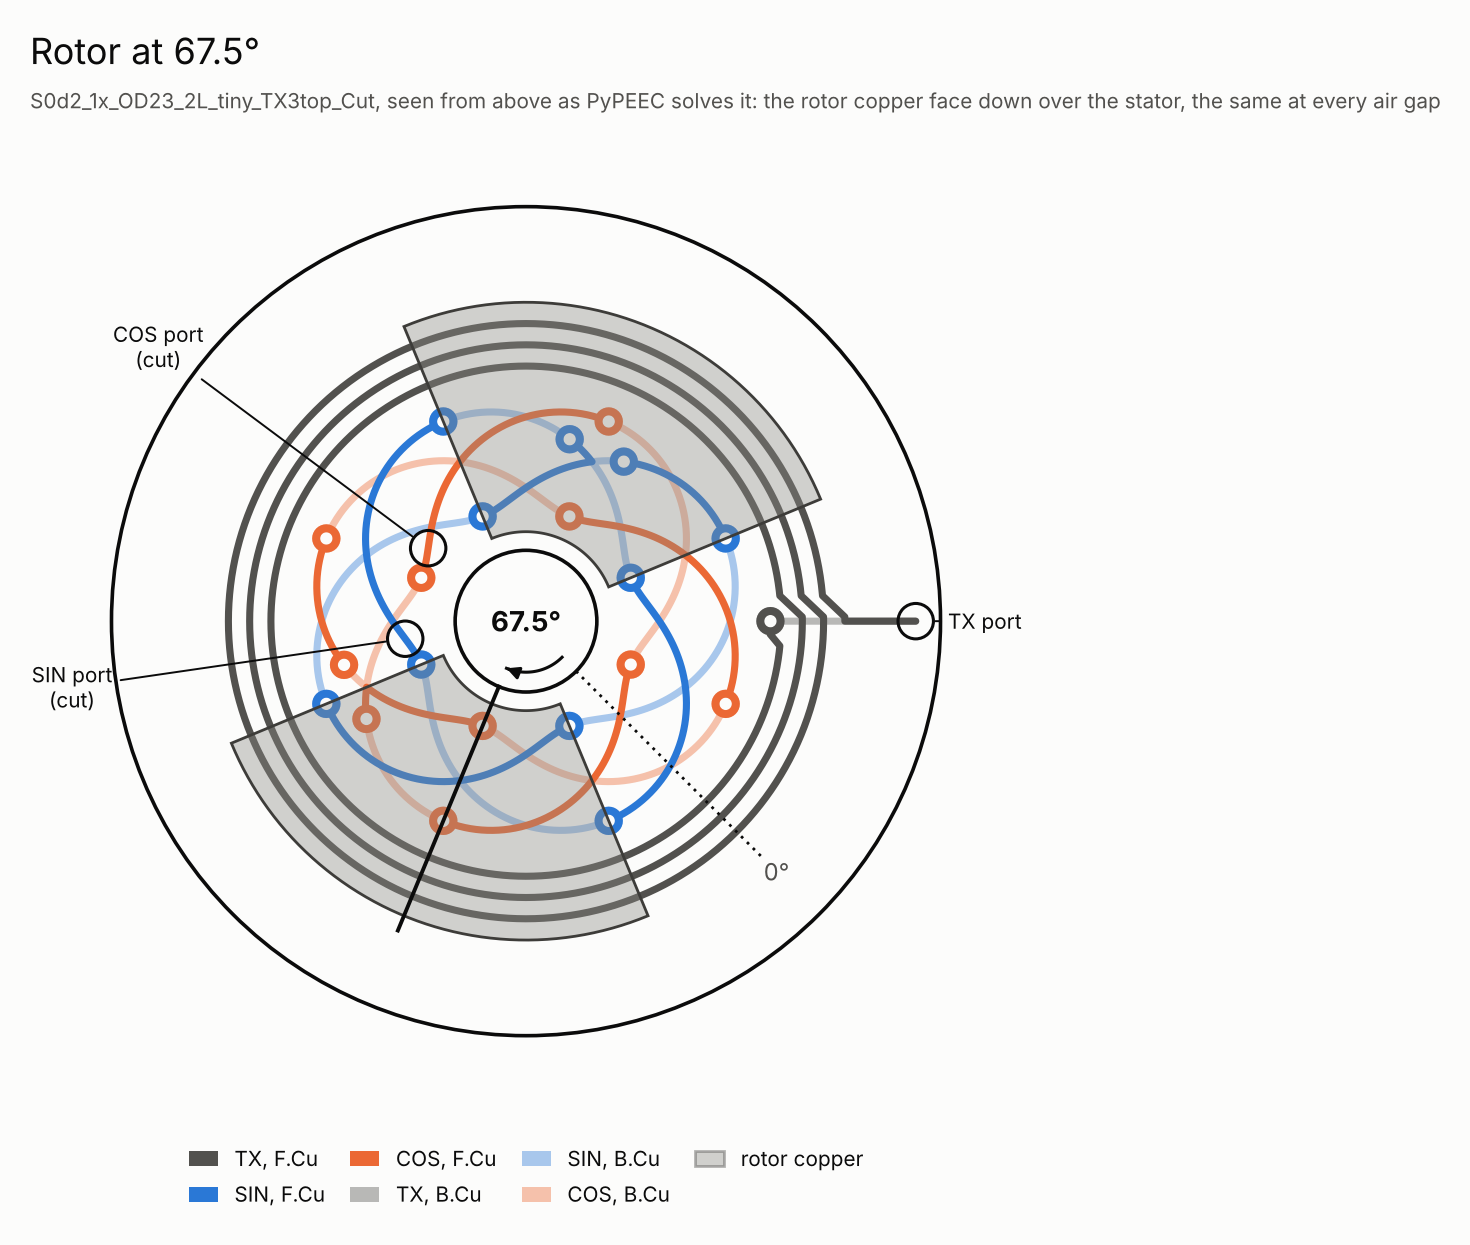 Rotor at 67.5°
S0d2_1x_OD23_2L_tiny_TX3top_Cut, seen from above as PyPEEC solves it: the rotor copper face down over the stator, the same at every air gap
COS port
(cut)
67.5°
TX port
SIN port
(cut)
0°
TX, F.Cu
COS, F.Cu
SIN, B.Cu
rotor copper
SIN, F.Cu
TX, B.Cu
COS, B.Cu